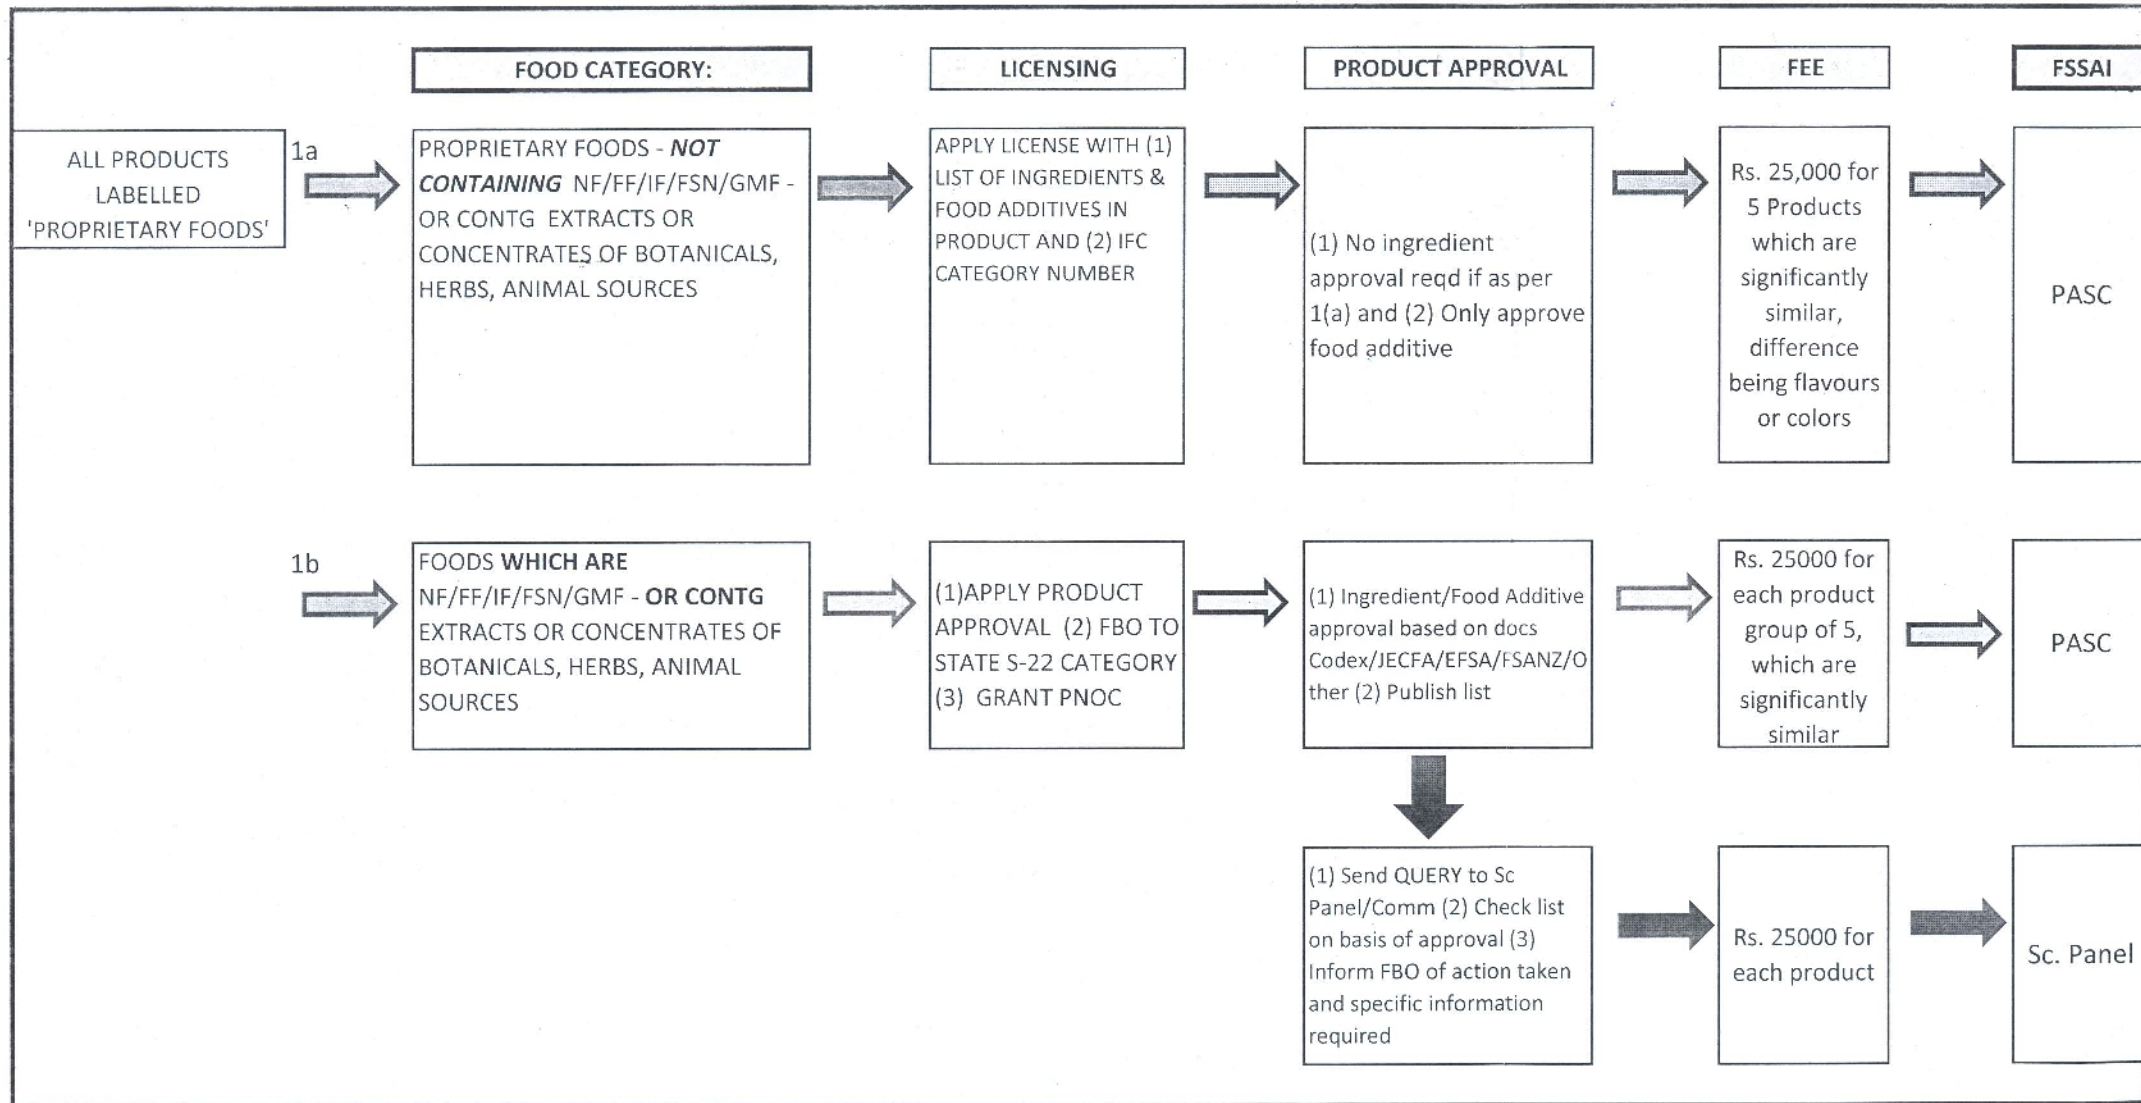 FOOD CATEGORY:
LICENSING
PRODUCT APPROVAL
FEE
FSSAI
ALL PRODUCTS
LABELLED
'PROPRIETARY FOODS'
1a
PROPRIETARY FOODS - NOT
CONTAINING NF/FF/IF/FSN/GMF -
OR CONTG EXTRACTS OR
CONCENTRATES OF BOTANICALS,
HERBS, ANIMAL SOURCES
APPLY LICENSE WITH (1)
LIST OF INGREDIENTS &
FOOD ADDITIVES IN
PRODUCT AND (2) IFC
CATEGORY NUMBER
(1) No ingredient
approval reqd if as per
1(a) and (2) Only approve
food additive
Rs. 25,000 for
5 Products
which are
significantly
similar,
difference
being flavours
or colors
PASC
1b
FOODS WHICH ARE
NF/FF/IF/FSN/GMF - OR CONTG
EXTRACTS OR CONCENTRATES OF
BOTANICALS, HERBS, ANIMAL
SOURCES
(1)APPLY PRODUCT
APPROVAL (2) FBO TO
STATE S-22 CATEGORY
(3) GRANT PNOC
(1) Ingredient/Food Additive
approval based on docs
Codex/JECFA/EFSA/FSANZ/O
ther (2) Publish list
Rs. 25000 for
each product
group of 5,
which are
significantly
similar
PASC
(1) Send QUERY to Sc
Panel/Comm (2) Check list
on basis of approval (3)
Inform FBO of action taken
and specific information
required
Rs. 25000 for
each product
Sc. Panel